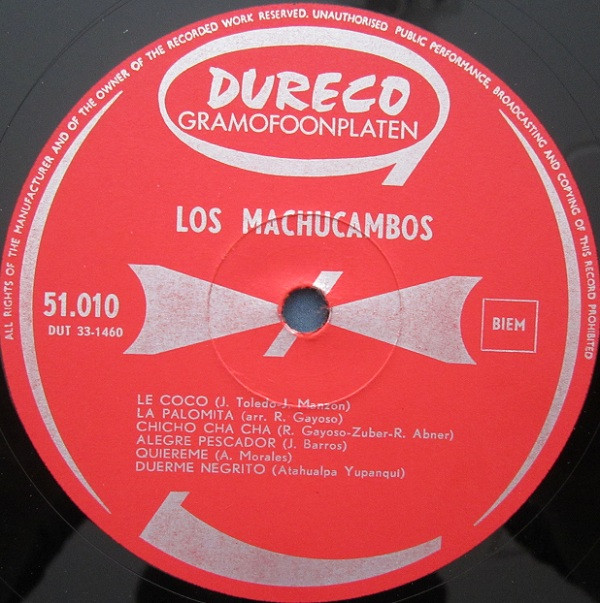 ALL RIGHTS OF THE MANUFACTURER AND OF THE OWNER OF THE RECORDED WORK RESERVED. UNAUTHORISED PUBLIC PERFORMANCE, BROADCASTING AND COPYING OF THIS RECORD PROHIBITED
DURECO
GRAMOFOONPLATEN
LOS MACHUCAMBOS
51.010
DUT 33-1460
BIEM
LE COCO (J. Toledo-J. Manzon)
LA PALOMITA (arr. R. Gayoso)
CHICHO CHA CHA (R. Gayoso-Zuber-R. Abner)
ALEGRE PESCADOR (J. Barros)
QUIEREME (A. Morales)
DUERME NEGRITO (Atahualpa Yupanqui)